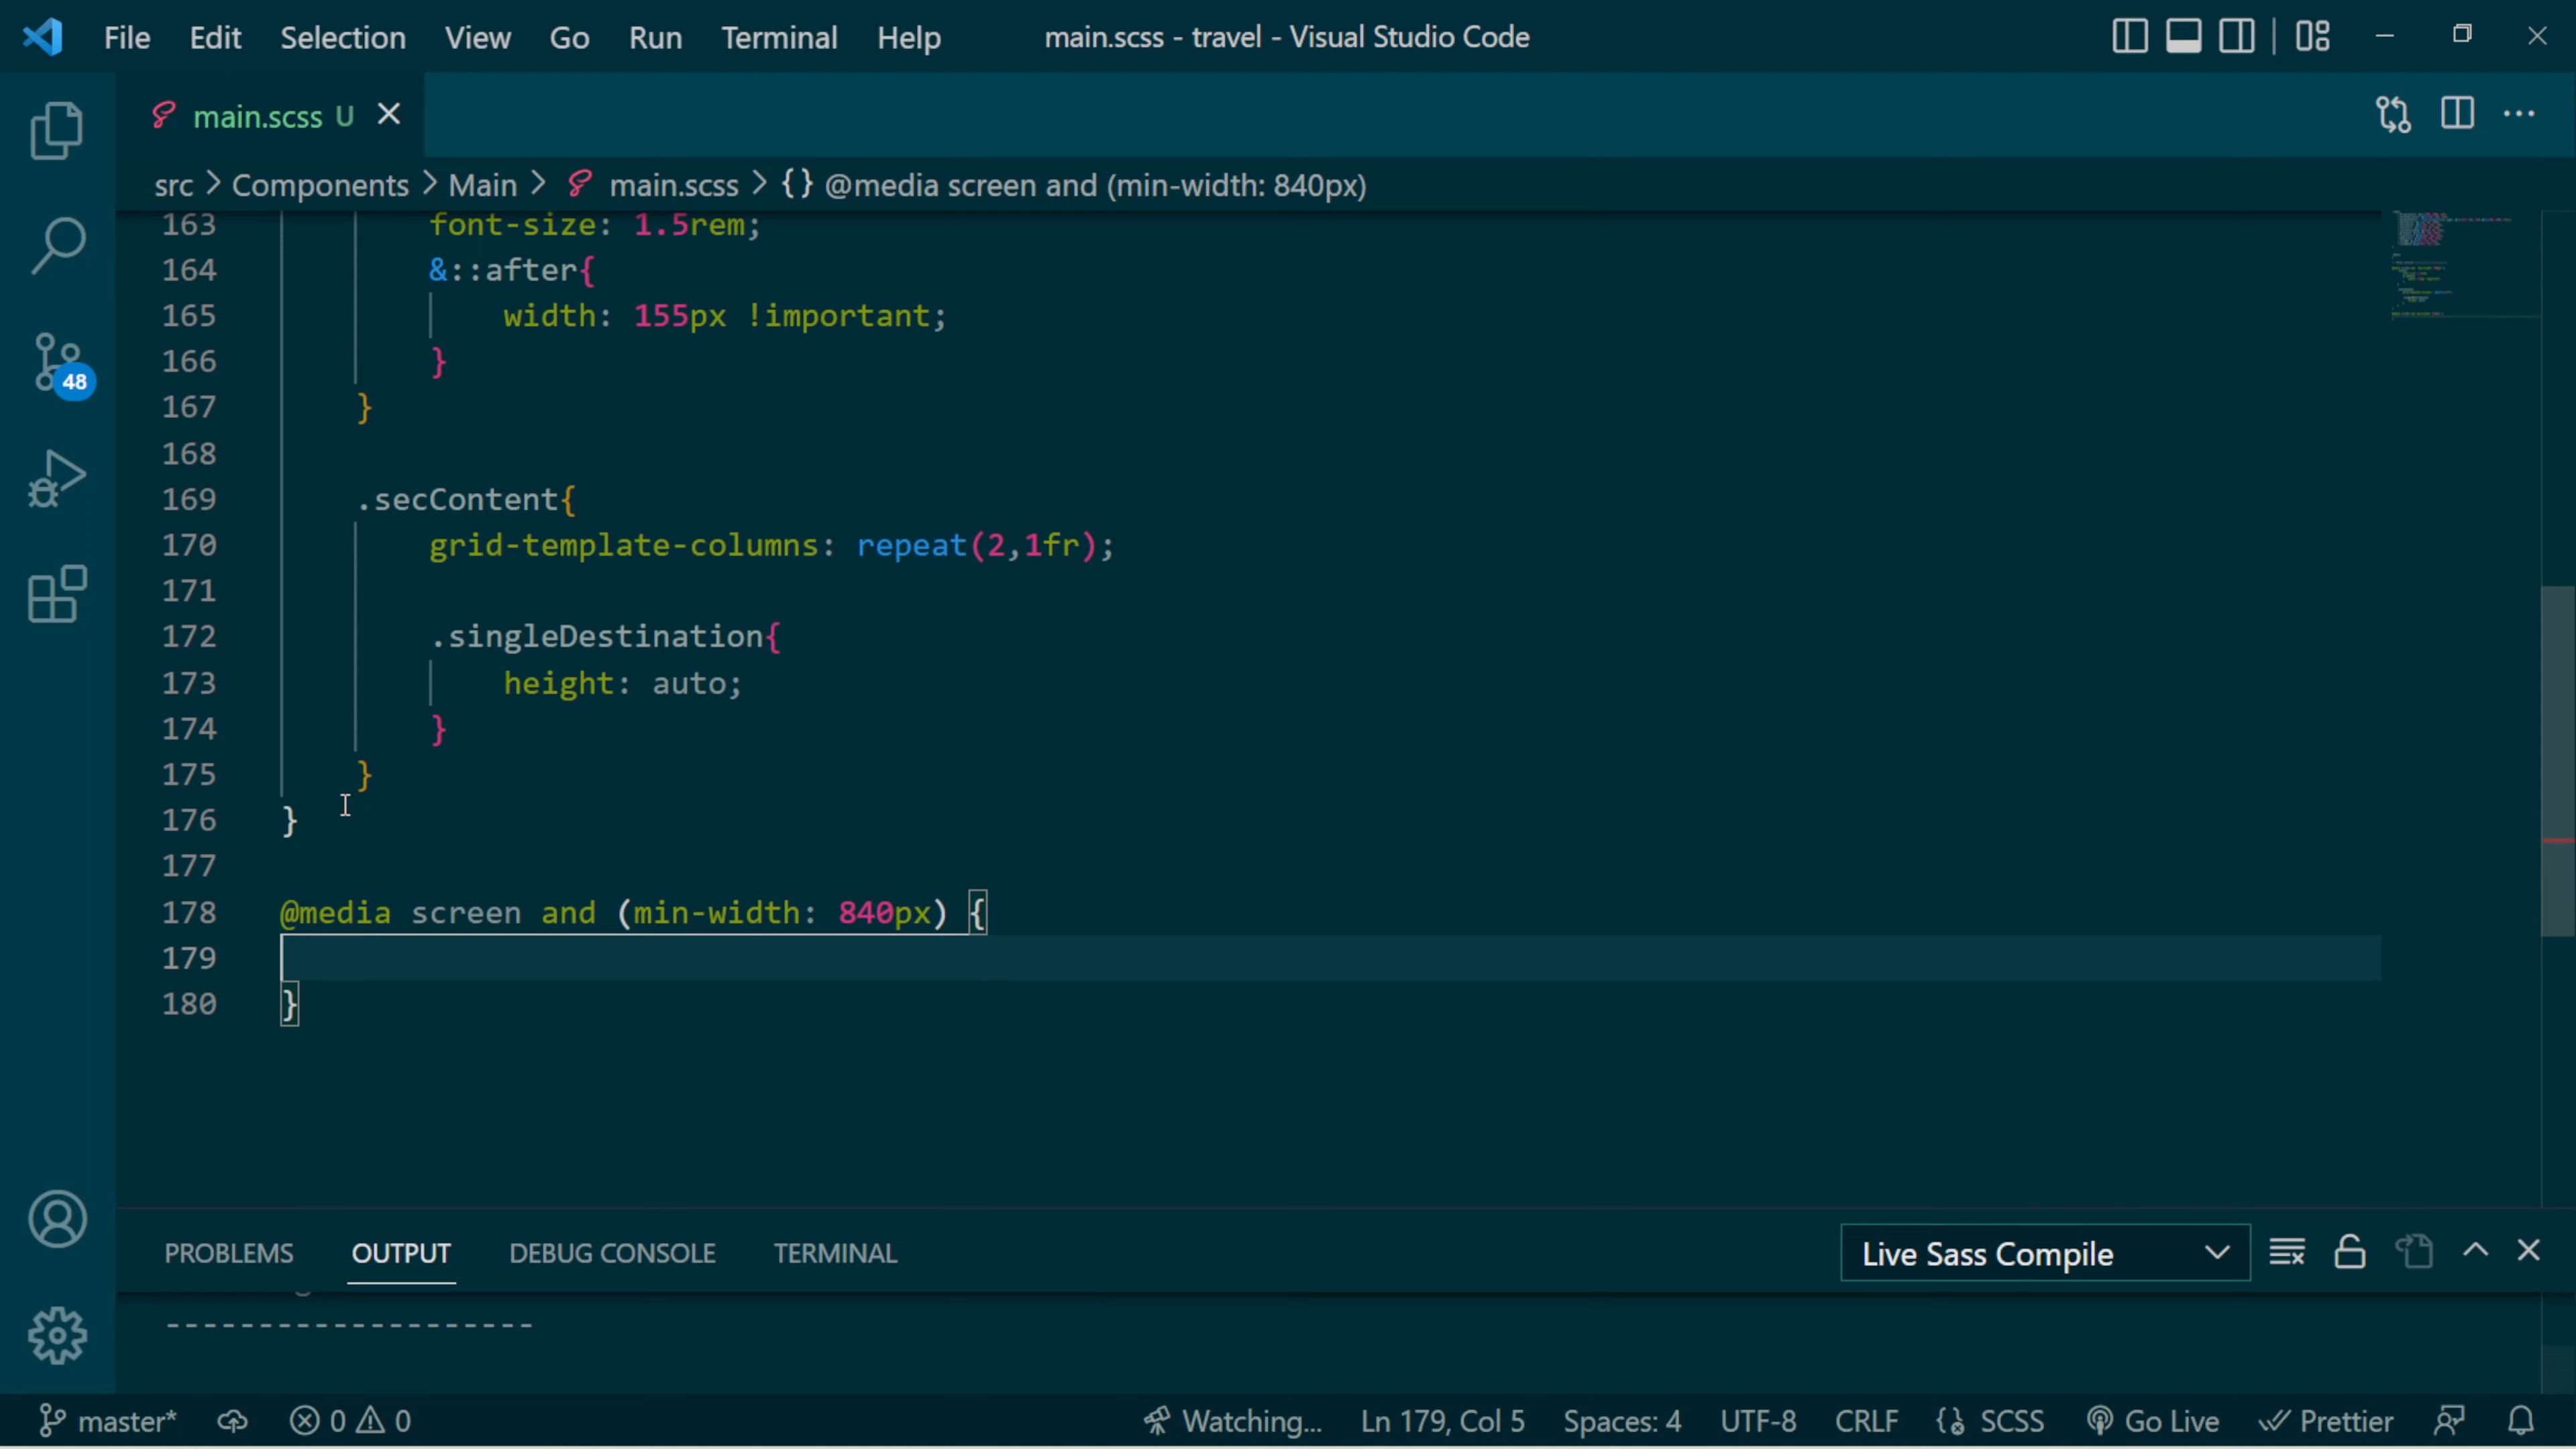 File Edit Selection View Go Run Terminal Help main.scss - travel - Visual Studio Code
main.scss U
src > Components > Main > main.scss > {} @media screen and (min-width: 840px)
163 font-size: 1.5rem;
164 &::after{
165 width: 155px !important;
166 }
167 }
168
169 .secContent{
170 grid-template-columns: repeat(2,1fr);
171
172 .singleDestination{
173 height: auto;
174 }
175 }
176 }
177
178 @media screen and (min-width: 840px) {
179
180 }
48
PROBLEMS OUTPUT DEBUG CONSOLE TERMINAL Live Sass Compile
--------------------
master* 0 0 Watching... Ln 179, Col 5 Spaces: 4 UTF-8 CRLF SCSS Go Live Prettier